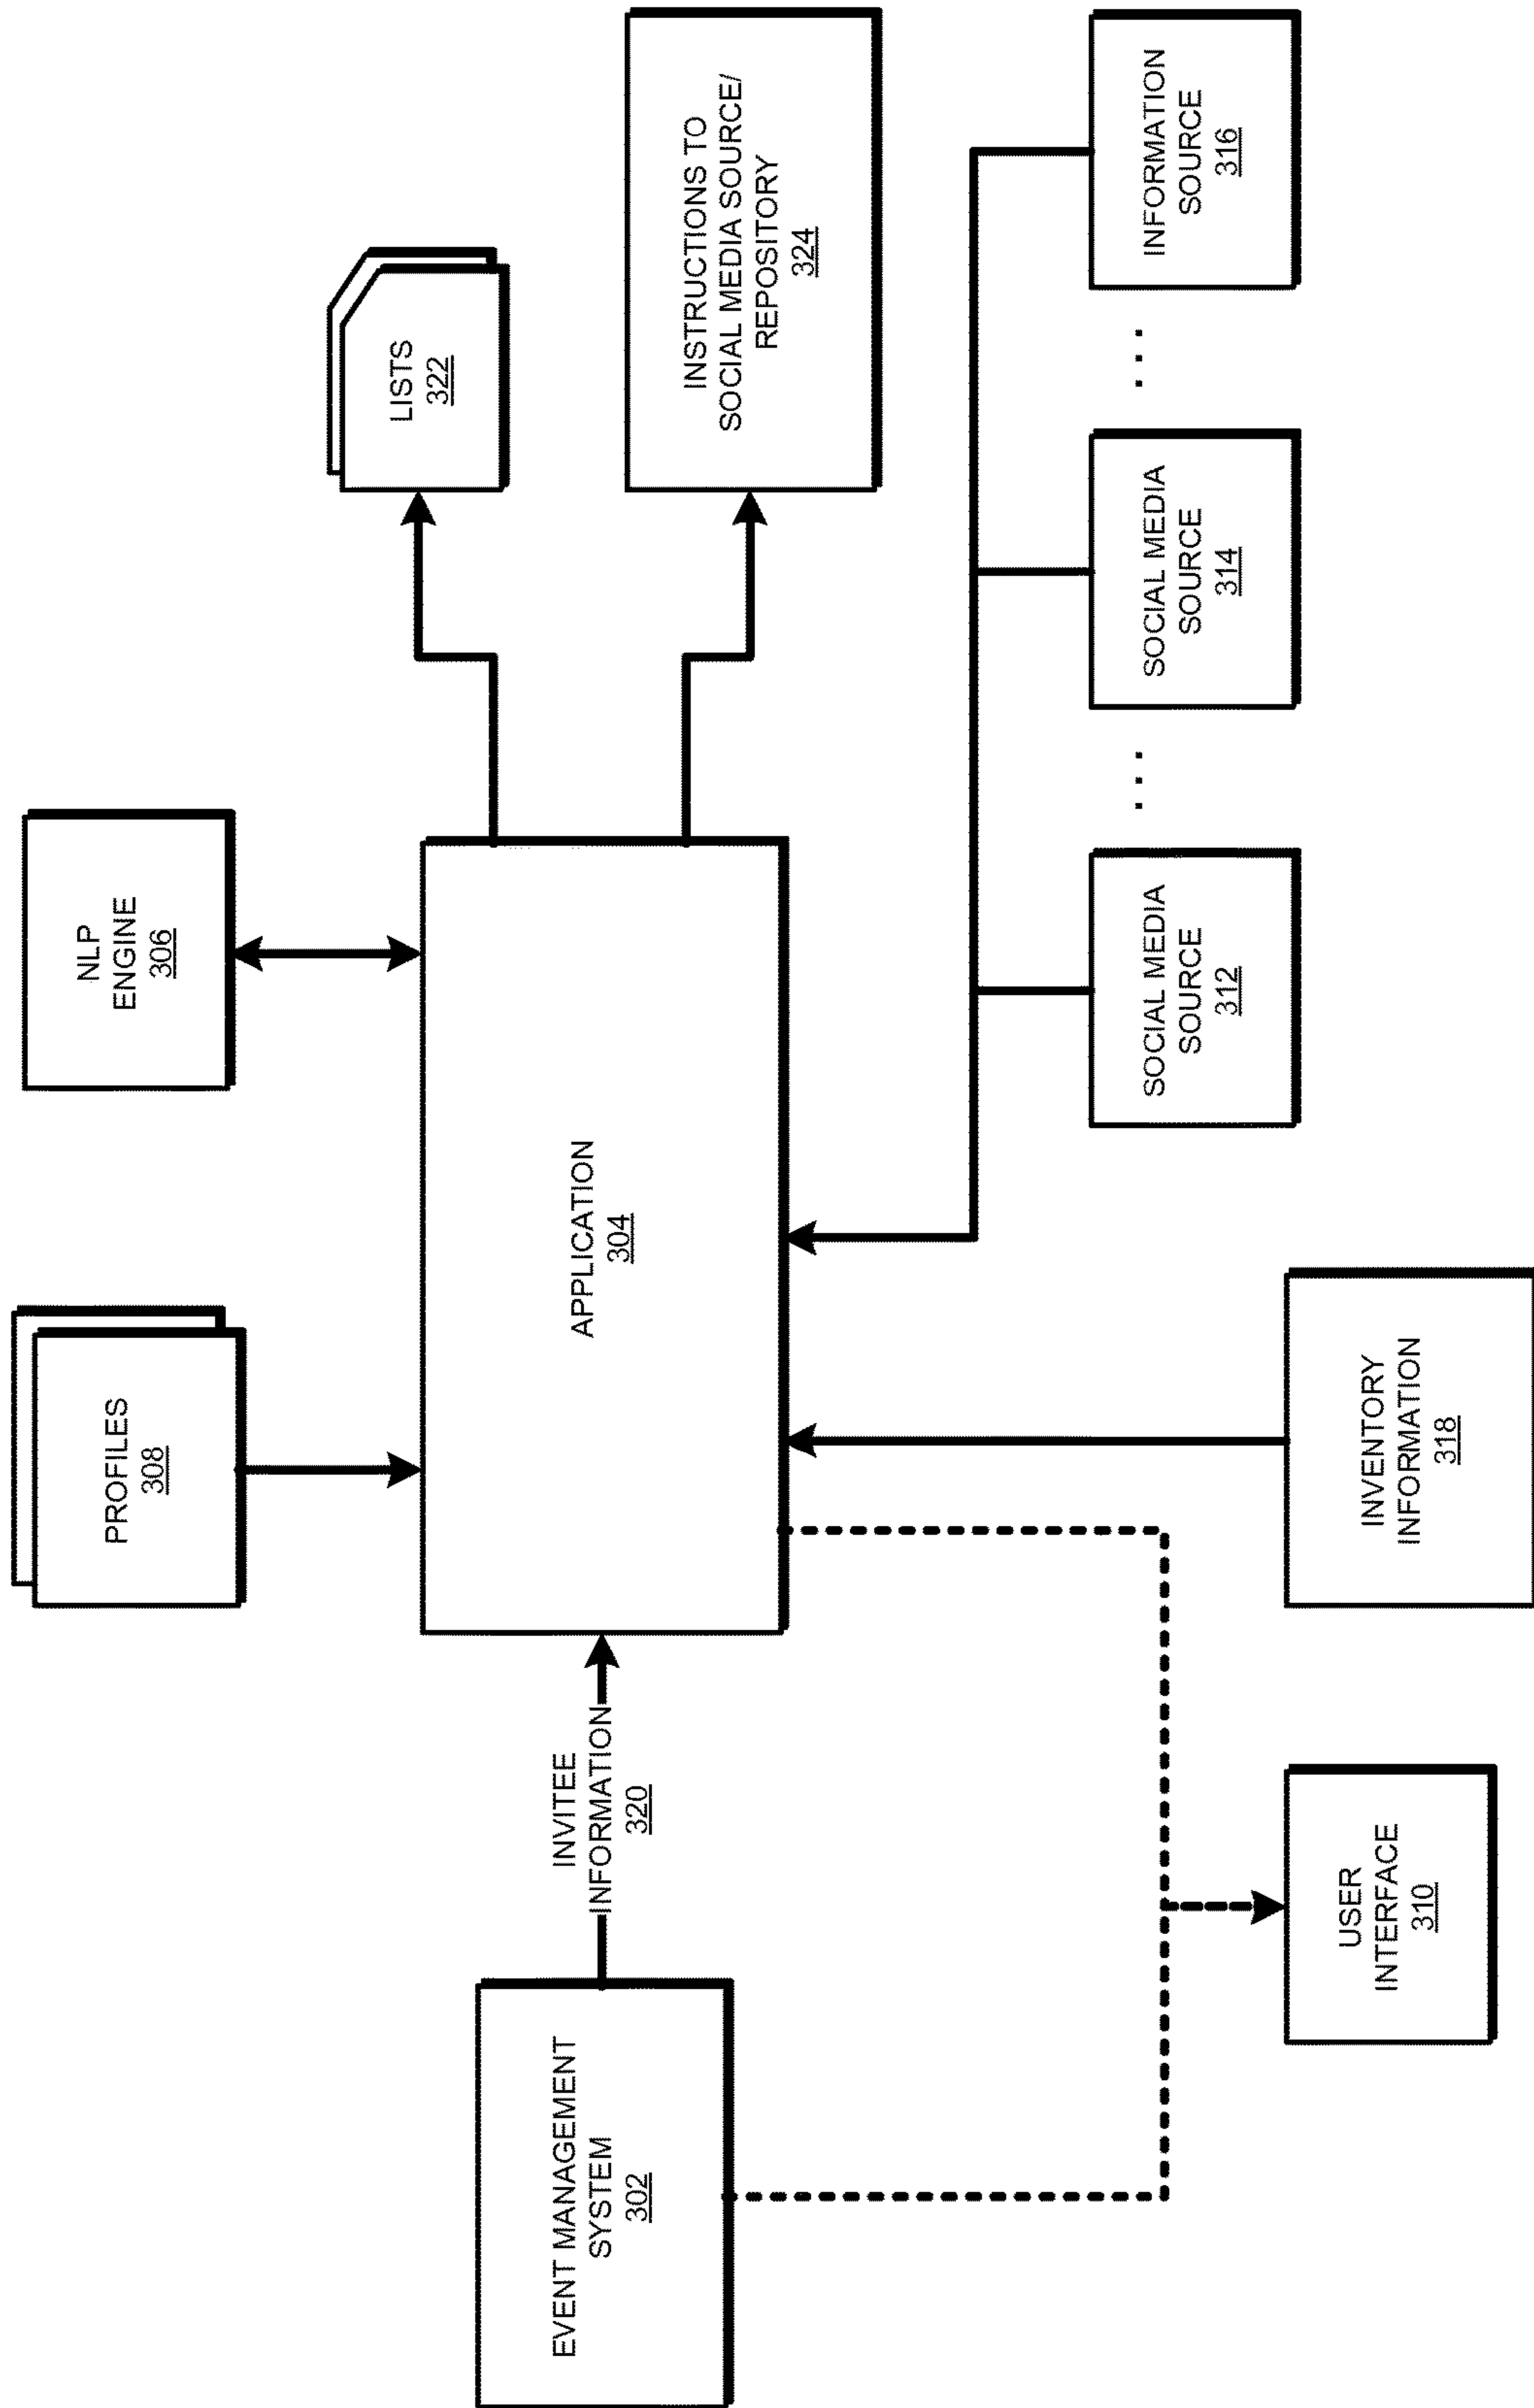 PROFILES
308
NLP
ENGINE
306
LISTS
322
EVENT MANAGEMENT
SYSTEM
302
INVITEE
INFORMATION
320
APPLICATION
304
INSTRUCTIONS TO
SOCIAL MEDIA SOURCE/
REPOSITORY
324
USER
INTERFACE
310
INVENTORY
INFORMATION
318
SOCIAL MEDIA
SOURCE
312
. . .
SOCIAL MEDIA
SOURCE
314
. . .
INFORMATION
SOURCE
316